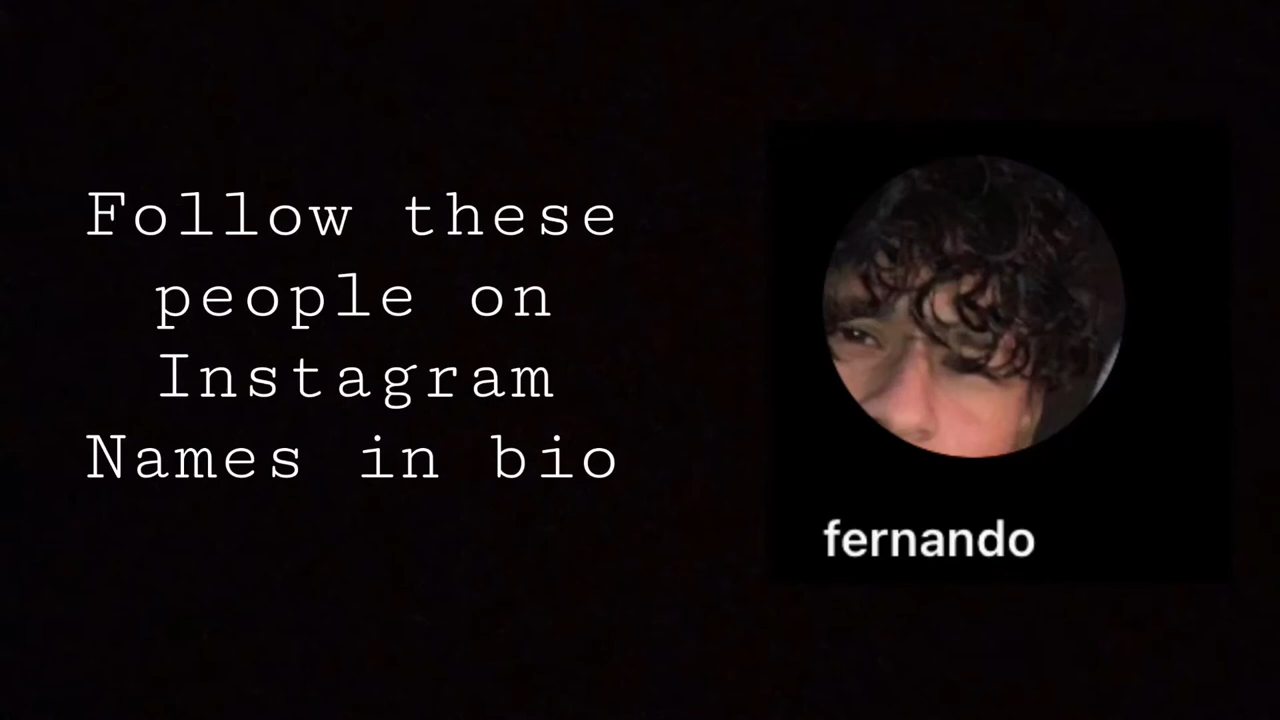 Follow these
people on
Instagram
Names in bio
fernando